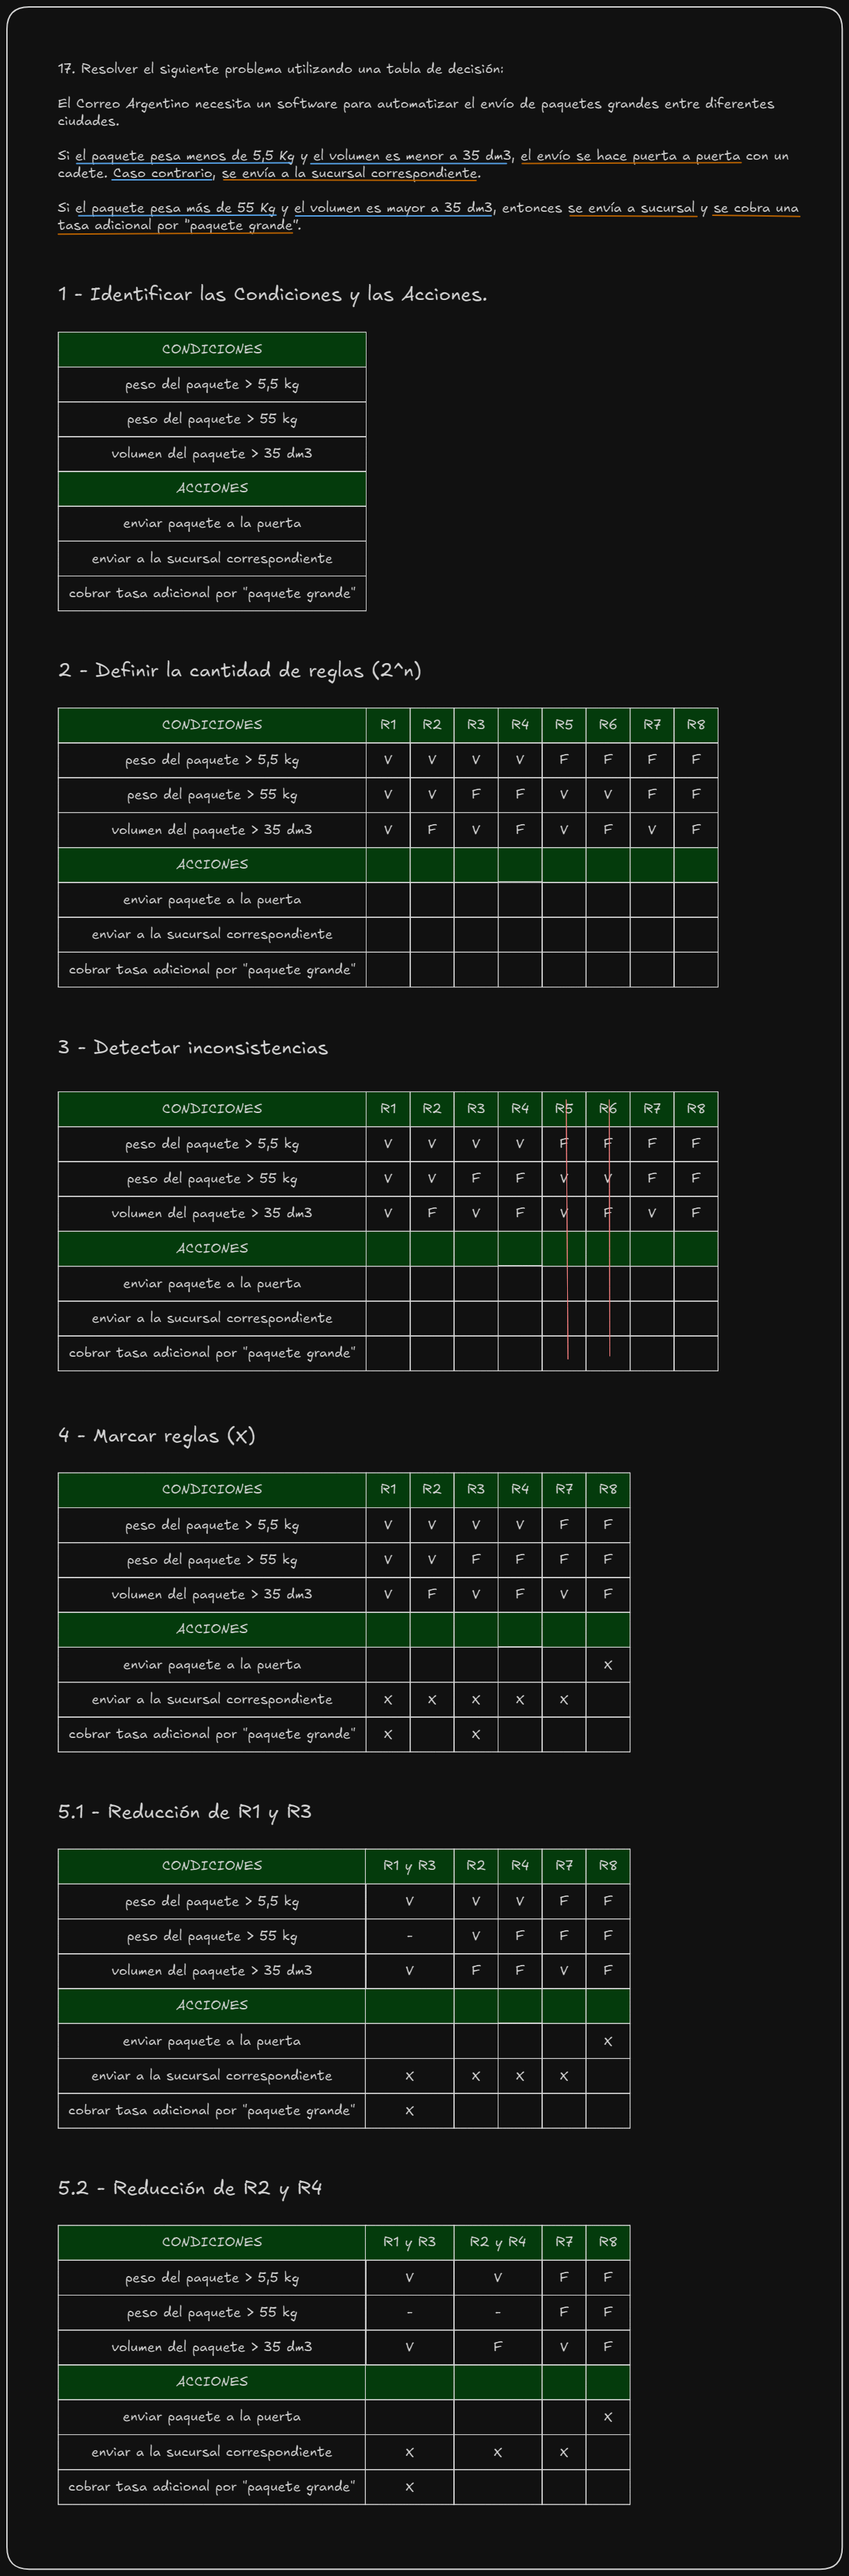 17. Resolver el siguiente problema utilizando una tabla de decisión:
El Correo Argentino necesita un software para automatizar el envío de paquetes grandes entre diferentes
ciudades.
Si el paquete pesa menos de 5,5 Kg y el volumen es menor a 35 dm3, el envío se hace puerta a puerta con un
cadete. Caso contrario, se envía a la sucursal correspondiente.
Si el paquete pesa más de 55 Kg y el volumen es mayor a 35 dm3, entonces se envía a sucursal y se cobra una
tasa adicional por "paquete grande".
1 - Identificar las Condiciones y las Acciones.
CONDICIONES
peso del paquete > 5,5 kg
peso del paquete > 55 kg
volumen del paquete > 35 dm3
ACCIONES
enviar paquete a la puerta
enviar a la sucursal correspondiente
cobrar tasa adicional por "paquete grande"
2 - Definir la cantidad de reglas (2^n)
CONDICIONES R1 R2 R3 R4 R5 R6 R7 R8
peso del paquete > 5,5 kg V V V V F F F F
peso del paquete > 55 kg V V F F V V F F
volumen del paquete > 35 dm3 V F V F V F V F
ACCIONES
enviar paquete a la puerta
enviar a la sucursal correspondiente
cobrar tasa adicional por "paquete grande"
3 - Detectar inconsistencias
CONDICIONES R1 R2 R3 R4 R5 R6 R7 R8
peso del paquete > 5,5 kg V V V V F F F F
peso del paquete > 55 kg V V F F V V F F
volumen del paquete > 35 dm3 V F V F V F V F
ACCIONES
enviar paquete a la puerta
enviar a la sucursal correspondiente
cobrar tasa adicional por "paquete grande"
4 - Marcar reglas (X)
CONDICIONES R1 R2 R3 R4 R7 R8
peso del paquete > 5,5 kg V V V V F F
peso del paquete > 55 kg V V F F F F
volumen del paquete > 35 dm3 V F V F V F
ACCIONES
enviar paquete a la puerta X
enviar a la sucursal correspondiente X X X X X
cobrar tasa adicional por "paquete grande" X X
5.1 - Reducción de R1 y R3
CONDICIONES R1 y R3 R2 R4 R7 R8
peso del paquete > 5,5 kg V V V F F
peso del paquete > 55 kg - V F F F
volumen del paquete > 35 dm3 V F F V F
ACCIONES
enviar paquete a la puerta X
enviar a la sucursal correspondiente X X X X
cobrar tasa adicional por "paquete grande" X
5.2 - Reducción de R2 y R4
CONDICIONES R1 y R3 R2 y R4 R7 R8
peso del paquete > 5,5 kg V V F F
peso del paquete > 55 kg - - F F
volumen del paquete > 35 dm3 V F V F
ACCIONES
enviar paquete a la puerta X
enviar a la sucursal correspondiente X X X
cobrar tasa adicional por "paquete grande" X